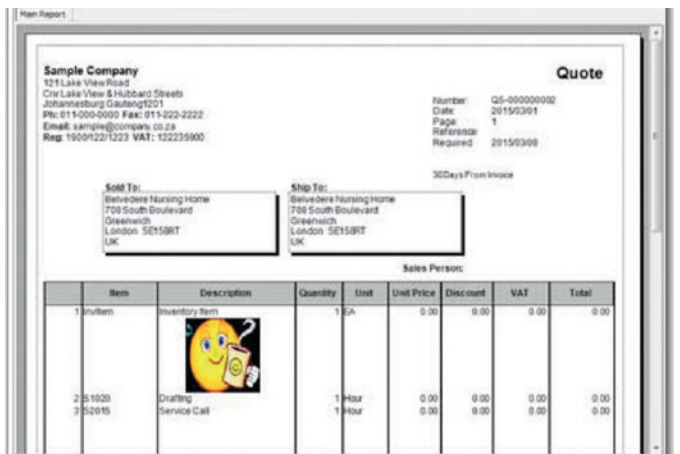 Main Report
Sample Company
121 Lake View Road
Cnr Lake View & Hubbard Streets
Johannesburg Gauteng1201
Ph: 011-000-0000 Fax: 011-222-2222
Email: sample@company.co.za
Reg: 1900/122/1223 VAT: 122235900
Quote
Number: QS-000000002
Date: 2015/03/01
Page: 1
Reference:
Required 2015/03/08
30 Days From Invoice
Sold To:
Belvedere Nursing Home
708 South Boulevard
Greenwich
London SE158RT
UK
Ship To:
Belvedere Nursing Home
708 South Boulevard
Greenwich
London SE158RT
UK
Sales Person:
Item Description Quantity Unit Unit Price Discount VAT Total
1 InvItem Inventory Item 1 EA 0.00 0.00 0.00 0.00
2 S1020 Drafting 1 Hour 0.00 0.00 0.00 0.00
3 S2015 Service Call 1 Hour 0.00 0.00 0.00 0.00